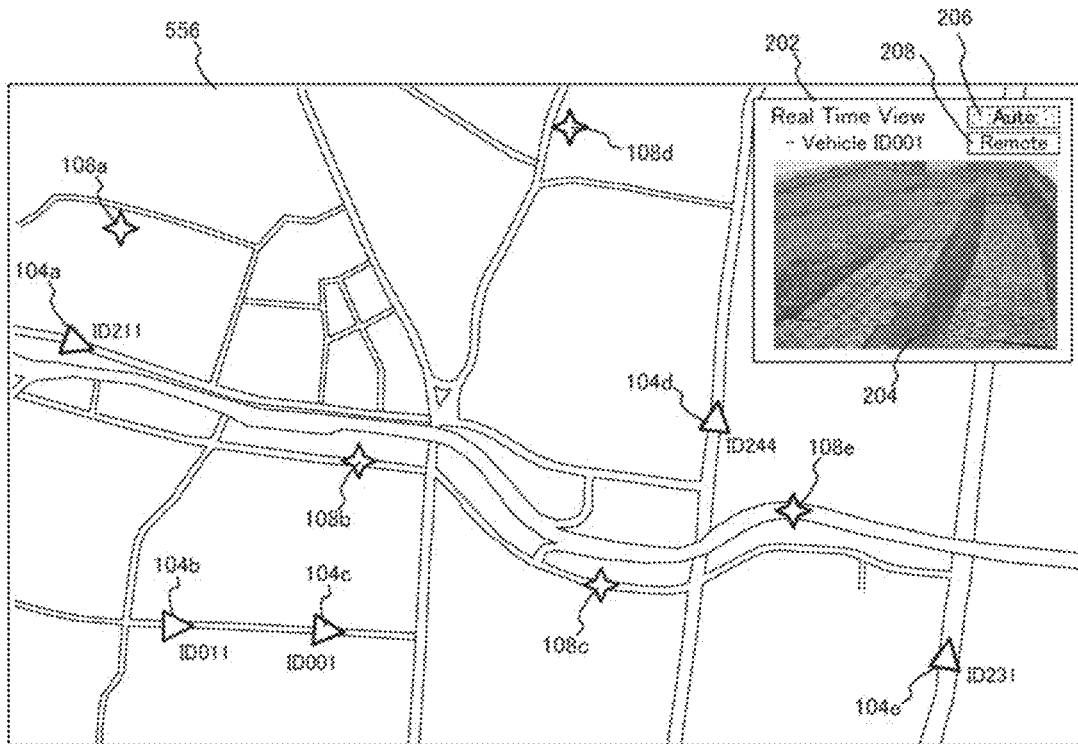 556
206
202
208
Real Time View
Auto
- Vehicle ID001
Remote
108d
108a
104a
ID211
104d
204
ID244
108e
108b
104b
104c
108c
ID011
ID001
ID231
104e